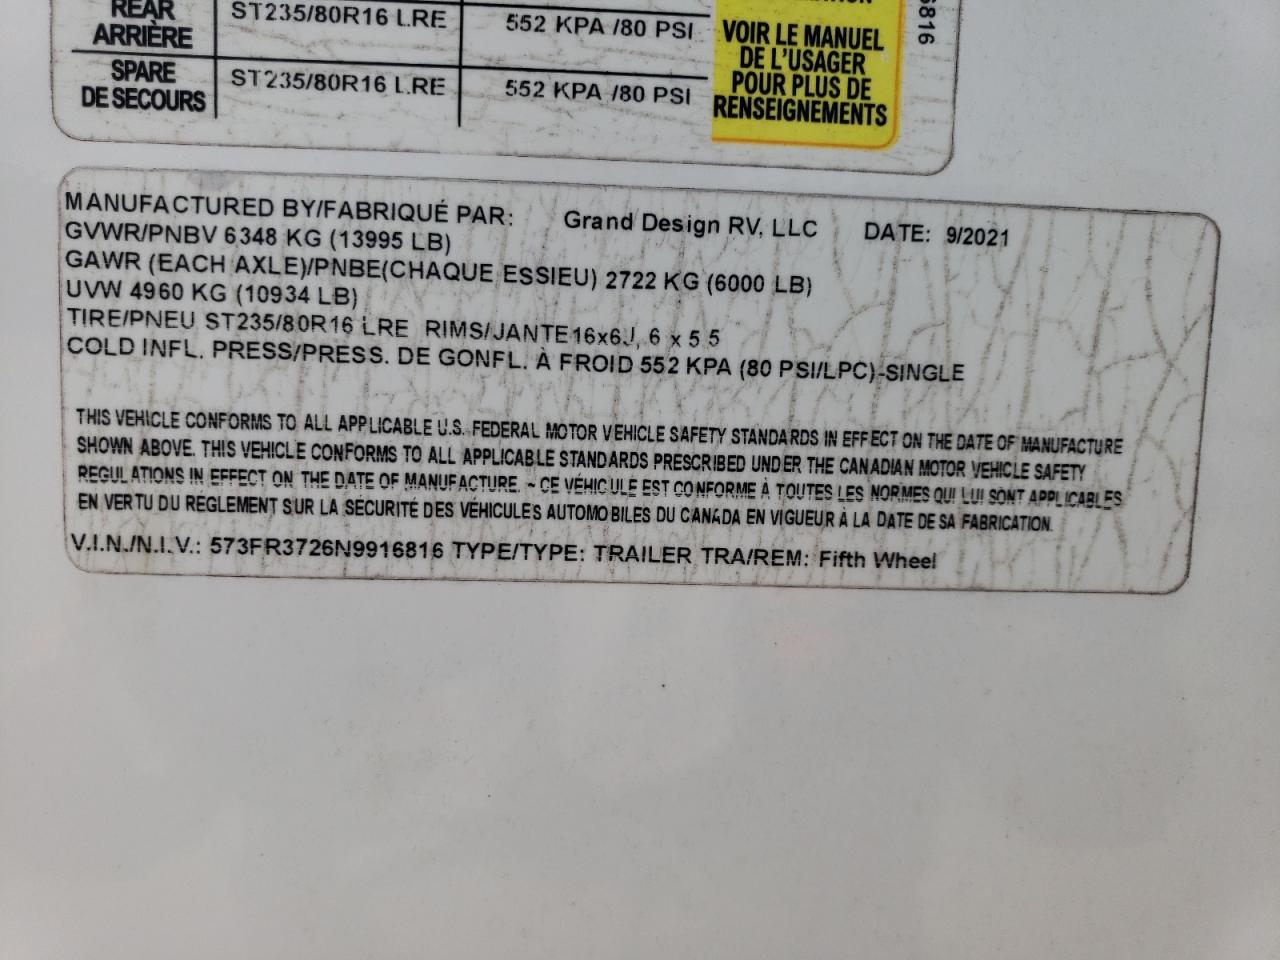 REAR ST235/80R16 LRE 552 KPA /80 PSI
ARRIÈRE
SPARE ST235/80R16 LRE 552 KPA /80 PSI
DE SECOURS
VOIR LE MANUEL
DE L'USAGER
POUR PLUS DE
RENSEIGNEMENTS
6816
MANUFACTURED BY/FABRIQUÉ PAR: Grand Design RV, LLC DATE: 9/2021
GVWR/PNBV 6348 KG (13995 LB)
GAWR (EACH AXLE)/PNBE(CHAQUE ESSIEU) 2722 KG (6000 LB)
UVW 4960 KG (10934 LB)
TIRE/PNEU ST235/80R16 LRE RIMS/JANTE16x6J, 6 x 5.5
COLD INFL. PRESS/PRESS. DE GONFL. À FROID 552 KPA (80 PSI/LPC)-SINGLE
THIS VEHICLE CONFORMS TO ALL APPLICABLE U.S. FEDERAL MOTOR VEHICLE SAFETY STANDARDS IN EFFECT ON THE DATE OF MANUFACTURE
SHOWN ABOVE. THIS VEHICLE CONFORMS TO ALL APPLICABLE STANDARDS PRESCRIBED UNDER THE CANADIAN MOTOR VEHICLE SAFETY
REGULATIONS IN EFFECT ON THE DATE OF MANUFACTURE. ~ CE VÉHICULE EST CONFORME À TOUTES LES NORMES QUI LUI SONT APPLICABLES
EN VERTU DU RÈGLEMENT SUR LA SÉCURITÉ DES VÉHICULES AUTOMOBILES DU CANADA EN VIGUEUR À LA DATE DE SA FABRICATION.
V.I.N./N.I.V.: 573FR3726N9916816 TYPE/TYPE: TRAILER TRA/REM: Fifth Wheel